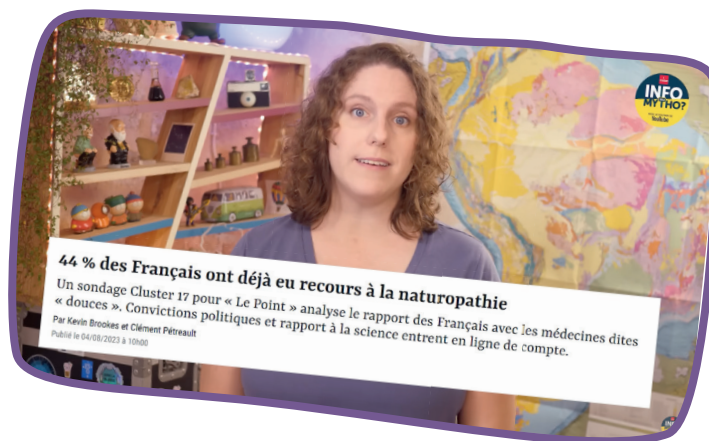 INFO
MYTHO?
YouTube
44 % des Français ont déjà eu recours à la naturopathie
Un sondage Cluster 17 pour « Le Point » analyse le rapport des Français avec les médecines dites
« douces ». Convictions politiques et rapport à la science entrent en ligne de compte.
Par Kevin Brookes et Clément Pétreault
Publié le 04/08/2023 à 10h00